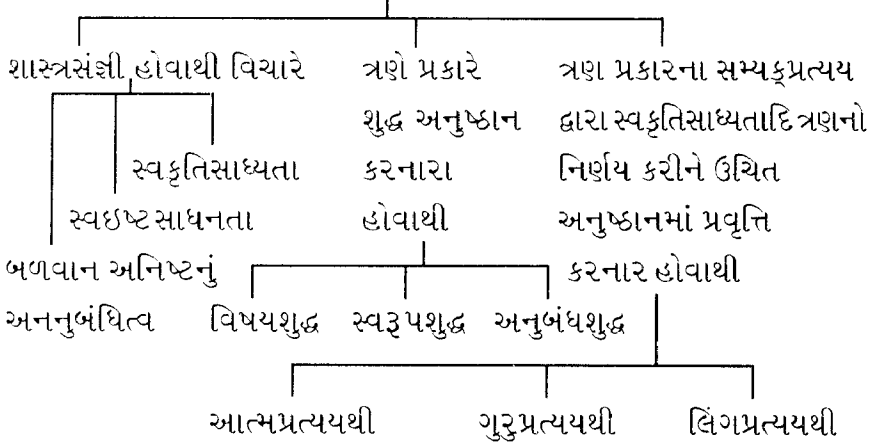 શાસ્ત્રસંજ્ઞી હોવાથી વિચારે
સ્વકૃતિસાધ્યતા
સ્વઇષ્ટસાધનતા
બળવાન અનિષ્ટનું
અનનુબંધિત્વ
ત્રણે પ્રકારે
શુદ્ધ અનુષ્ઠાન
કરનારા
હોવાથી
વિષયશુદ્ધ સ્વરૂપશુદ્ધ અનુબંધશુદ્ધ
ત્રણ પ્રકારના સમ્યક્પ્રત્યય
દ્વારા સ્વકૃતિસાધ્યતાદિ ત્રણનો
નિર્ણય કરીને ઉચિત
અનુષ્ઠાનમાં પ્રવૃત્તિ
કરનાર હોવાથી
આત્મપ્રત્યયથી ગુરુપ્રત્યયથી લિંગપ્રત્યયથી